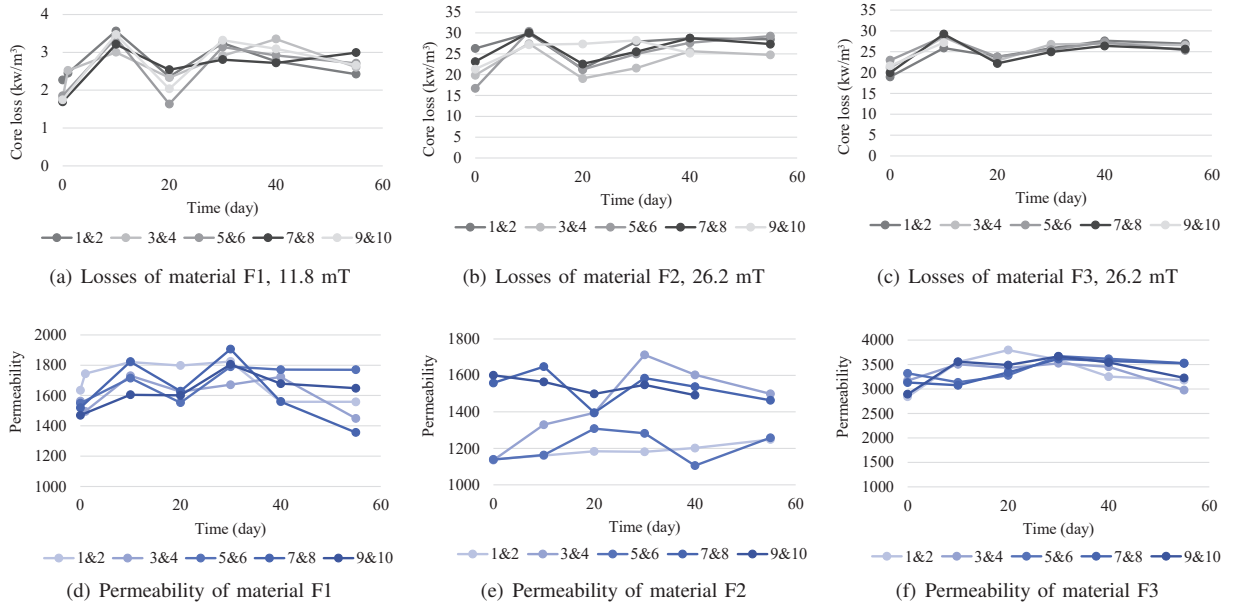 4
3
2
1
0
Core loss (kw/m³)
0 20 40 60
Time (day)
1&2 3&4 5&6 7&8 9&10
(a) Losses of material F1, 11.8 mT
35
30
25
20
15
10
5
0
Core loss (kw/m³)
0 20 40 60
Time (day)
1&2 3&4 5&6 7&8 9&10
(b) Losses of material F2, 26.2 mT
35
30
25
20
15
10
5
0
Core loss (kw/m³)
0 20 40 60
Time (day)
1&2 3&4 5&6 7&8 9&10
(c) Losses of material F3, 26.2 mT
2000
1800
1600
1400
1200
1000
Permeability
0 20 40 60
Time (day)
1&2 3&4 5&6 7&8 9&10
(d) Permeability of material F1
1800
1600
1400
1200
1000
Permeability
0 20 40 60
Time (day)
1&2 3&4 5&6 7&8 9&10
(e) Permeability of material F2
4000
3500
3000
2500
2000
1500
1000
Permeability
0 20 40 60
Time (day)
1&2 3&4 5&6 7&8 9&10
(f) Permeability of material F3